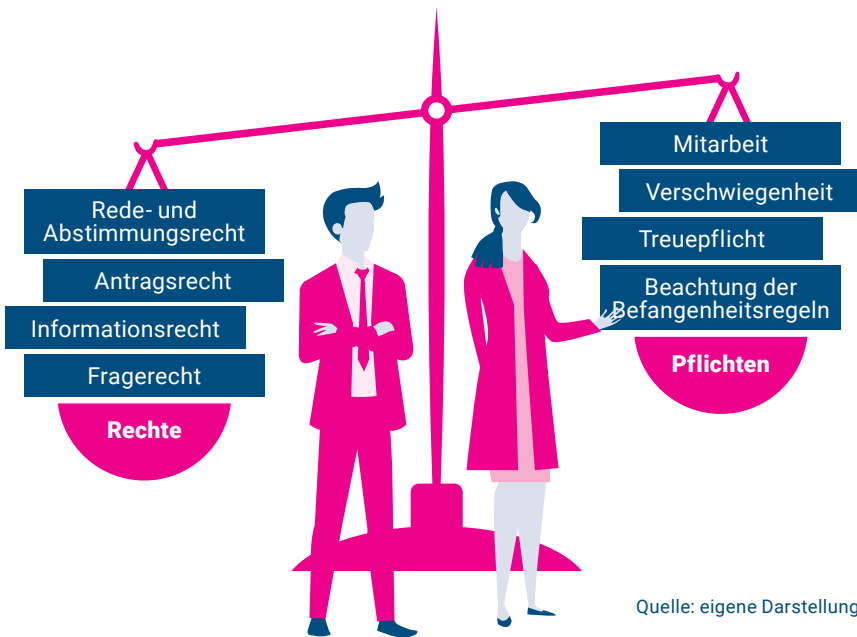 Rede- und
Abstimmungsrecht
Antragsrecht
Informationsrecht
Fragerecht
Rechte
Mitarbeit
Verschwiegenheit
Treuepflicht
Beachtung der
Befangenheitsregeln
Pflichten
Quelle: eigene Darstellung